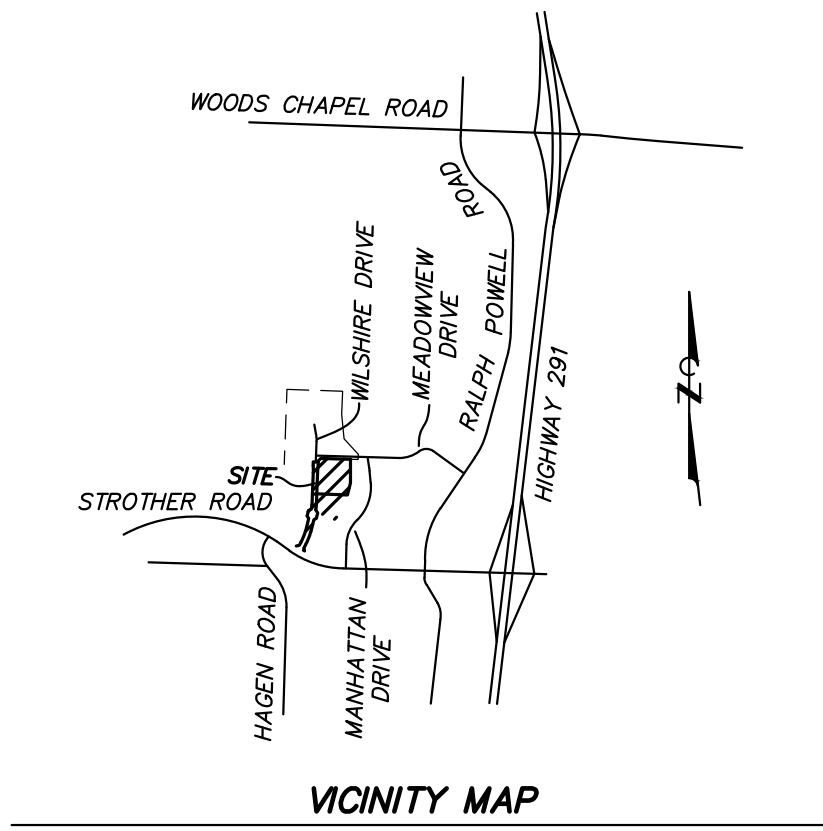 WOODS CHAPEL ROAD
ROAD
RALPH POWELL
WILSHIRE DRIVE
MEADOWVIEW
DRIVE
HIGHWAY 291
N
SITE
STROTHER ROAD
HAGEN ROAD
MANHATTAN
DRIVE
VICINITY MAP